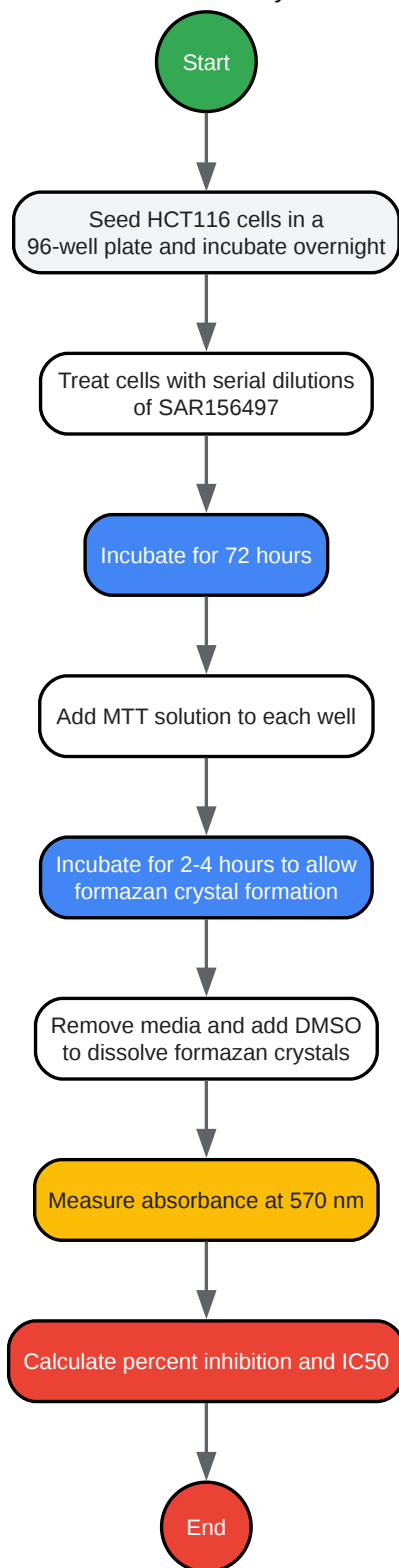 Start
Seed HCT116 cells in a
96-well plate and incubate overnight
Treat cells with serial dilutions
of SAR156497
Incubate for 72 hours
Add MTT solution to each well
Incubate for 2-4 hours to allow
formazan crystal formation
Remove media and add DMSO
to dissolve formazan crystals
Measure absorbance at 570 nm
Calculate percent inhibition and IC50
End